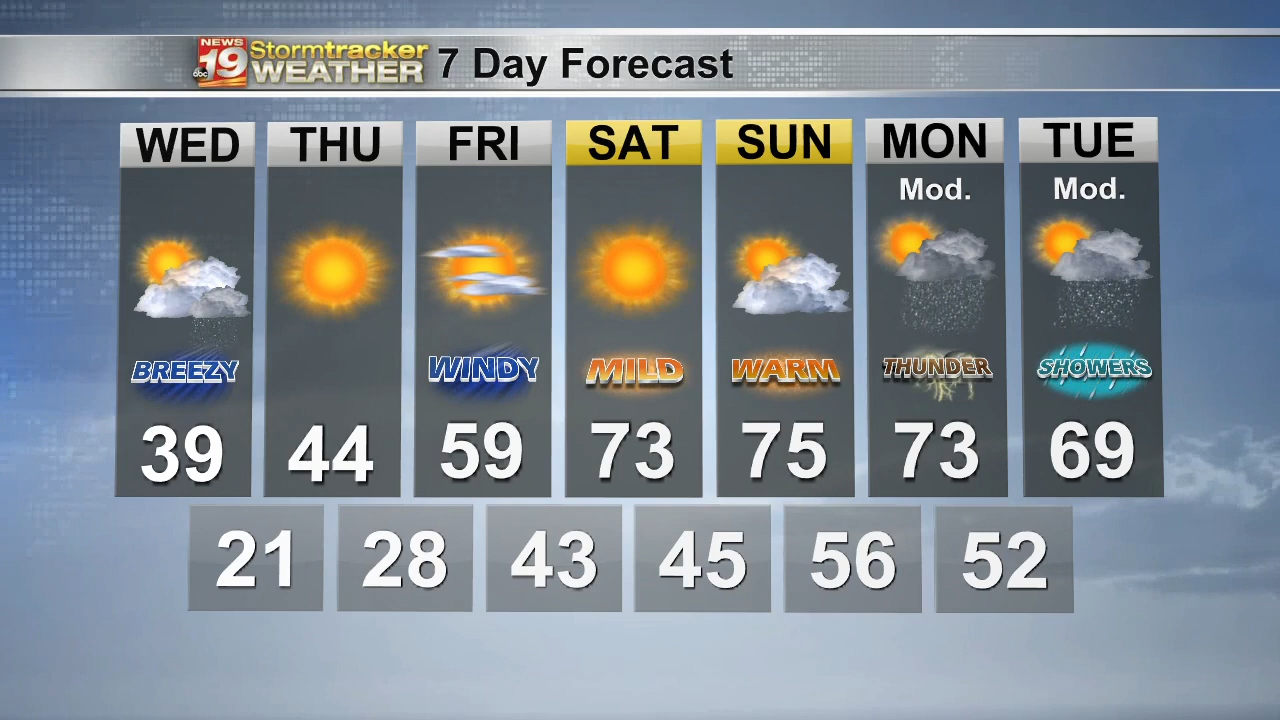 NEWS
abc 19
Stormtracker
WEATHER
7 Day Forecast
WED THU FRI SAT SUN MON TUE
Mod. Mod.
BREEZY WINDY MILD WARM THUNDER SHOWERS
39 44 59 73 75 73 69
21 28 43 45 56 52